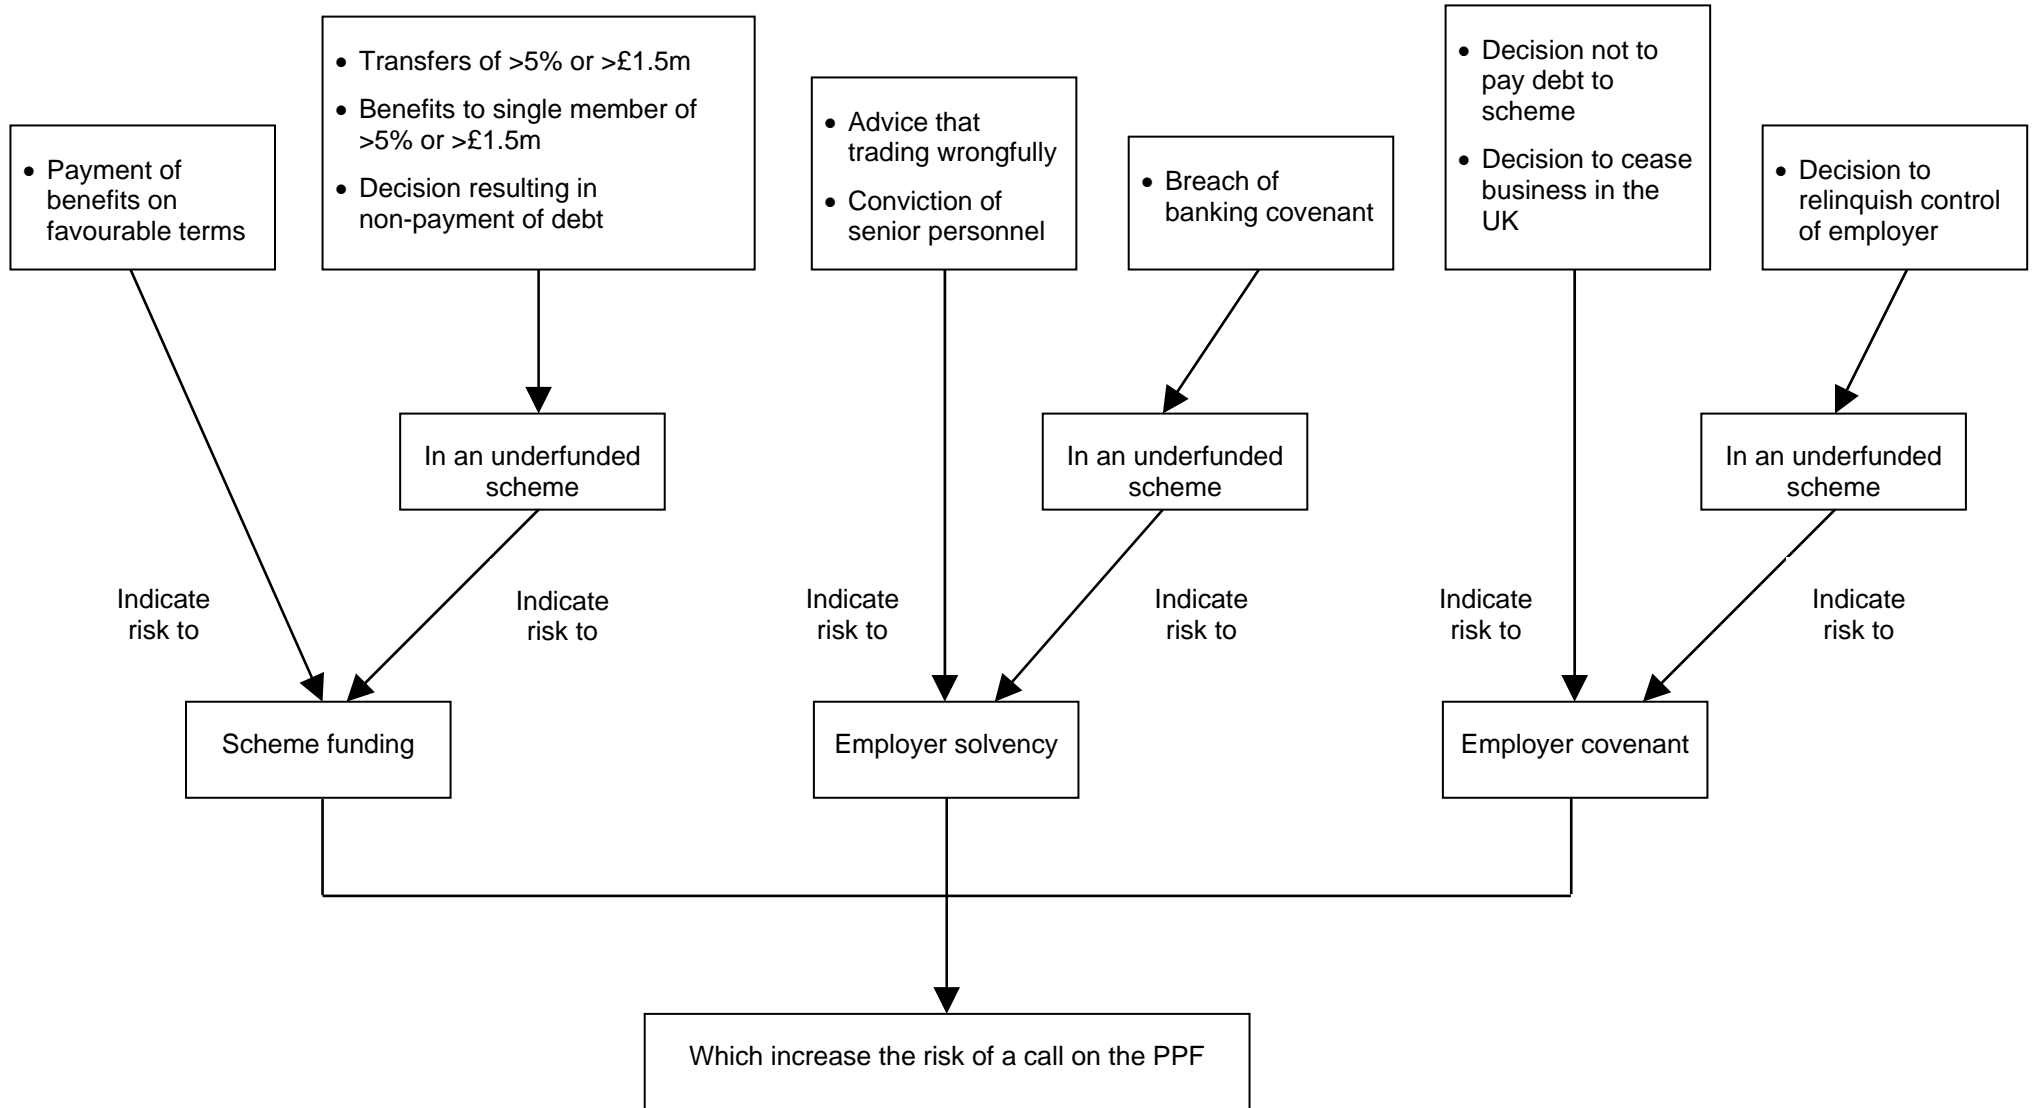 • Payment of
benefits on
favourable terms
• Transfers of >5% or >£1.5m
• Benefits to single member of
>5% or >£1.5m
• Decision resulting in
non-payment of debt
• Advice that
trading wrongfully
• Conviction of
senior personnel
• Breach of
banking covenant
• Decision not to
pay debt to
scheme
• Decision to cease
business in the
UK
• Decision to
relinquish control
of employer
In an underfunded
scheme
In an underfunded
scheme
In an underfunded
scheme
Indicate
risk to
Indicate
risk to
Indicate
risk to
Indicate
risk to
Indicate
risk to
Indicate
risk to
Scheme funding
Employer solvency
Employer covenant
Which increase the risk of a call on the PPF